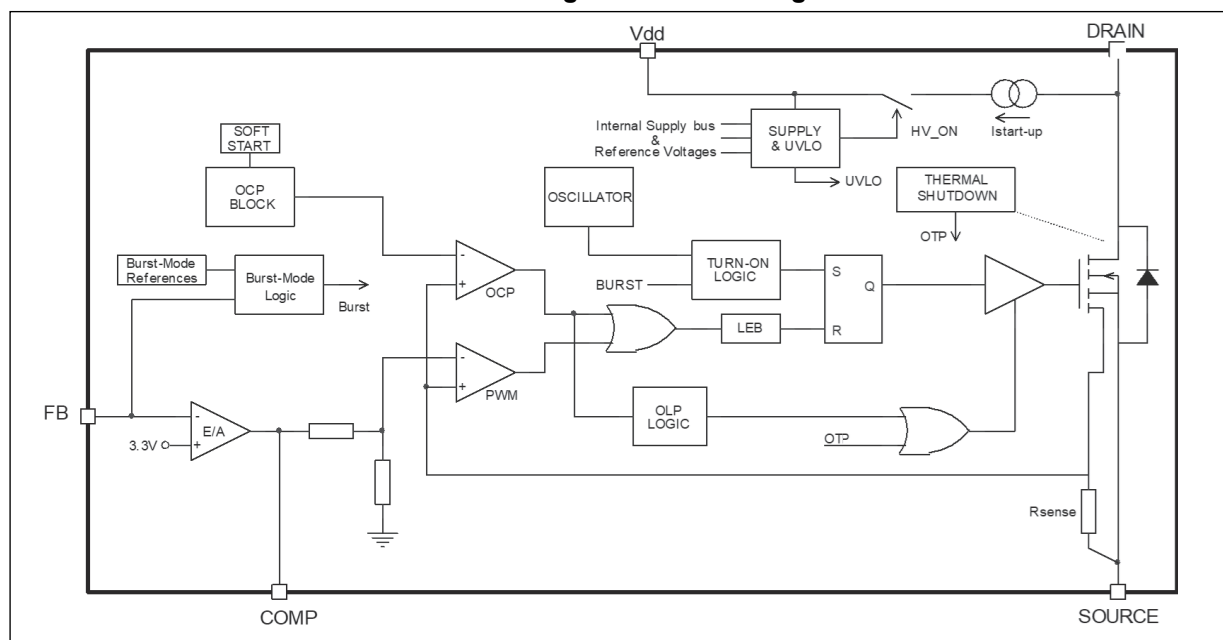 Vdd
DRAIN
SOFT
START
OCP
BLOCK
Internal Supply bus
&
Reference Voltages
SUPPLY
& UVLO
HV_ON
Istart-up
UVLO
OSCILLATOR
THERMAL
SHUTDOWN
OTP
Burst-Mode
References
Burst-Mode
Logic
Burst
-
+
OCP
BURST
TURN-ON
LOGIC
S
Q
R
LEB
-
+
PWM
FB
-
E/A
3.3V
+
OLP
LOGIC
OTP
Rsense
COMP
SOURCE